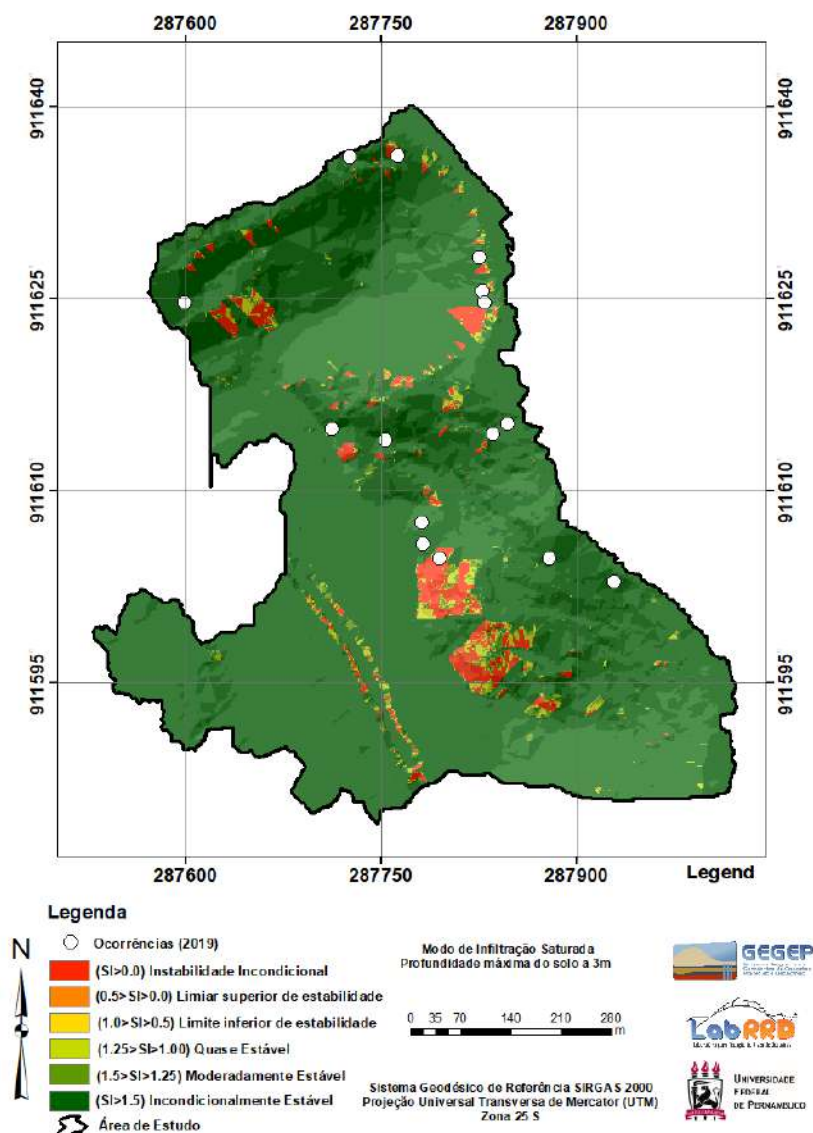 287600 287750 287900
911640 911640
911625 911625
911610 911610
911595 911595
287600 287750 287900
Legend
Legenda
N
Ocorrências (2019)
(SI>0.0) Instabilidade Incondicional
(0.5>SI>0.0) Limiar superior de estabilidade
(1.0>SI>0.5) Limite inferior de estabilidade
(1.25>SI>1.00) Quase Estável
(1.5>SI>1.25) Moderadamente Estável
(SI>1.5) Incondicionalmente Estável
Área de Estudo
Modo de Infiltração Saturada
Profundidade máxima do solo a 3m
0 35 70 140 210 280
m
Sistema Geodésico de Referência SIRGAS 2000
Projeção Universal Transversa de Mercator (UTM)
Zona 25 S
GEGEP
LabRRD
UNIVERSIDADE
FEDERAL
DE PERNAMBUCO